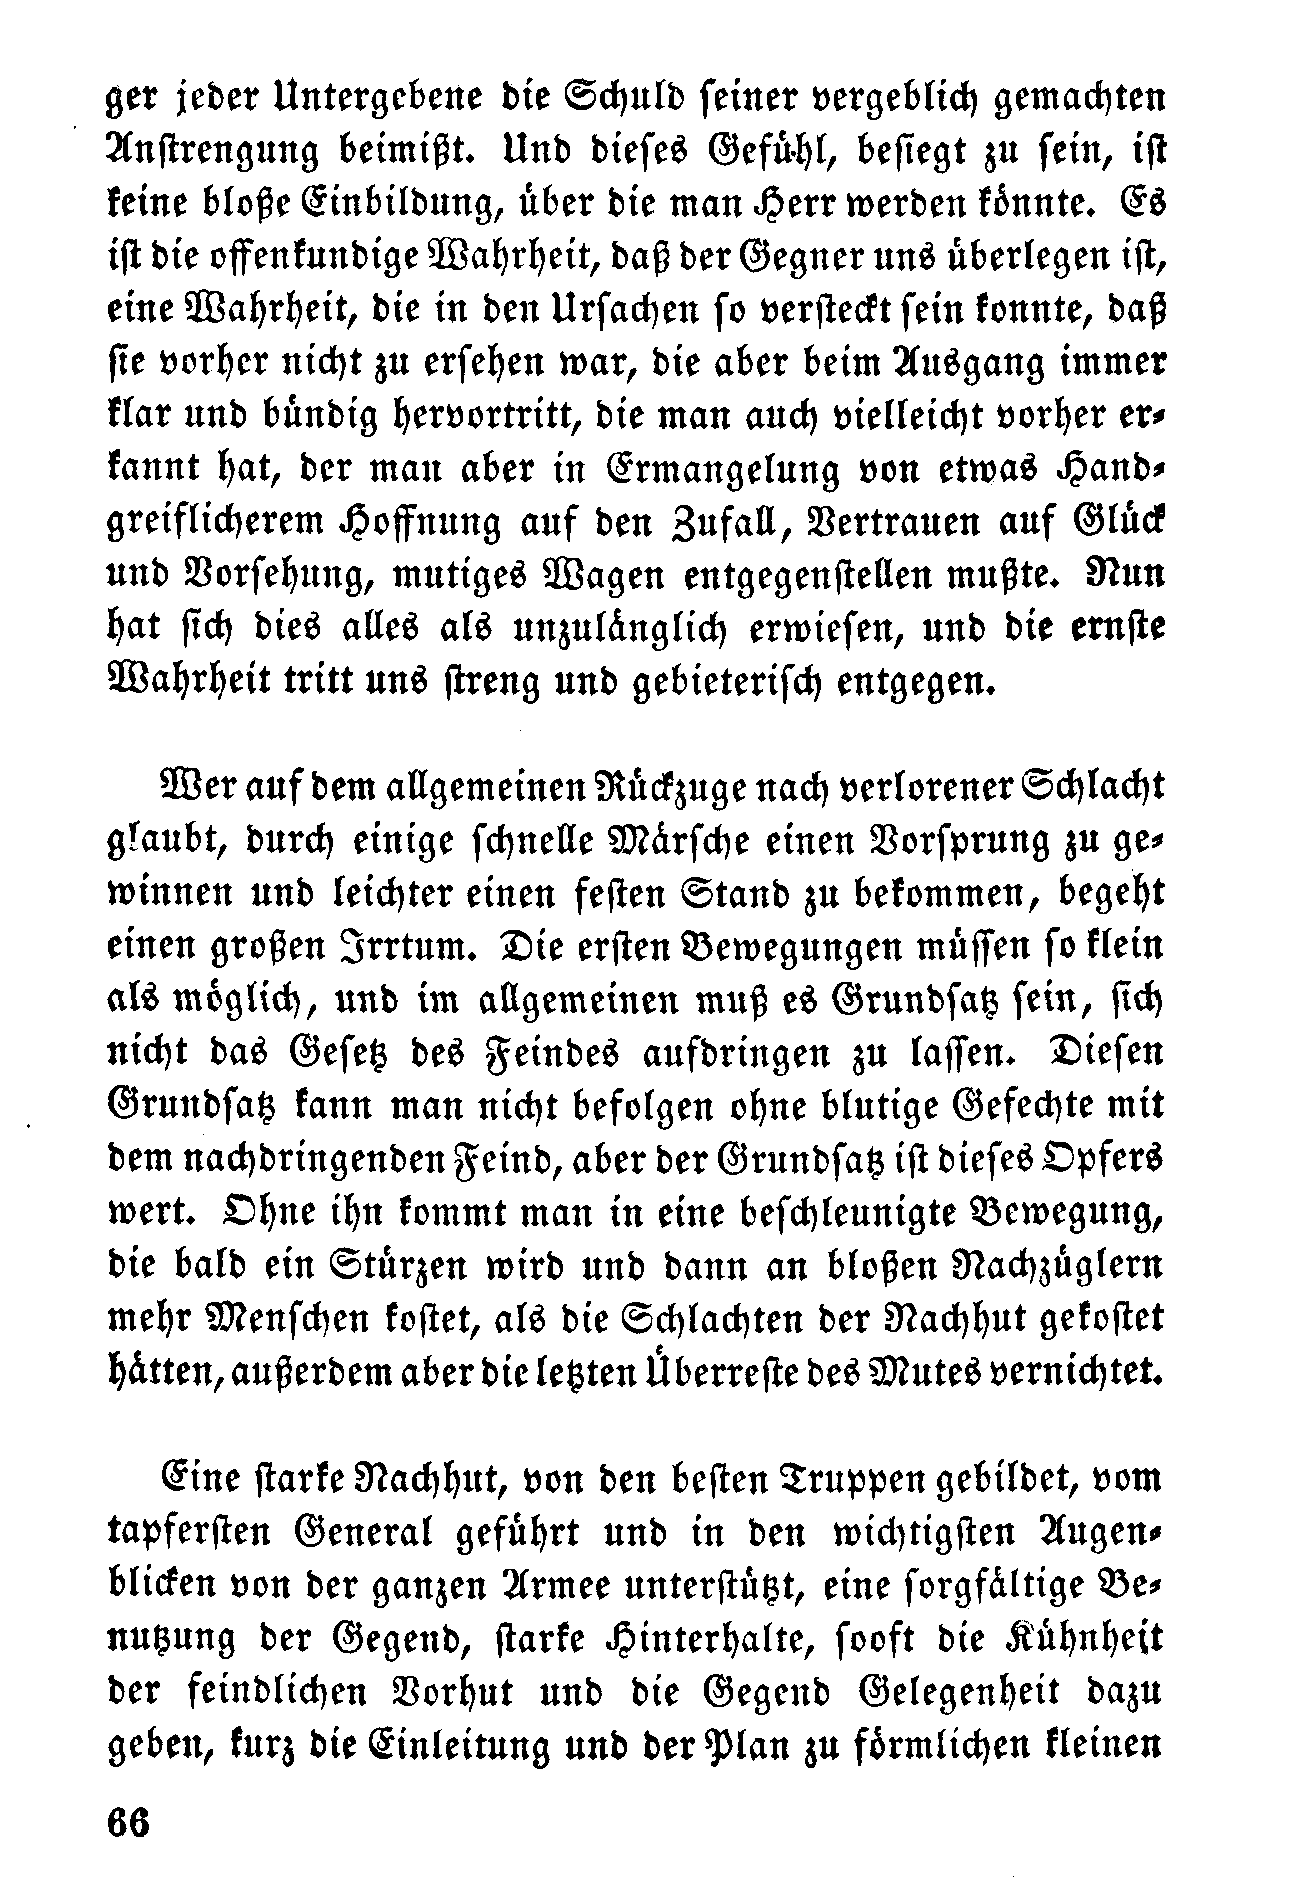 ger jeder Untergebene die Schuld seiner vergeblich gemachten
Anstrengung beimißt. Und dieses Gefühl, besiegt zu sein, ist
keine bloße Einbildung, über die man Herr werden könnte. Es
ist die offenkundige Wahrheit, daß der Gegner uns überlegen ist,
eine Wahrheit, die in den Ursachen so versteckt sein konnte, daß
sie vorher nicht zu ersehen war, die aber beim Ausgang immer
klar und bündig hervortritt, die man auch vielleicht vorher er-
kannt hat, der man aber in Ermangelung von etwas Hand-
greiflicherem Hoffnung auf den Zufall, Vertrauen auf Glück
und Vorsehung, mutiges Wagen entgegenstellen mußte. Nun
hat sich dies alles als unzulänglich erwiesen, und die ernste
Wahrheit tritt uns streng und gebieterisch entgegen.
Wer auf dem allgemeinen Rückzuge nach verlorener Schlacht
glaubt, durch einige schnelle Märsche einen Vorsprung zu ge-
winnen und leichter einen festen Stand zu bekommen, begeht
einen großen Irrtum. Die ersten Bewegungen müssen so klein
als möglich, und im allgemeinen muß es Grundsatz sein, sich
nicht das Gesetz des Feindes aufdringen zu lassen. Diesen
Grundsatz kann man nicht befolgen ohne blutige Gefechte mit
dem nachdringenden Feind, aber der Grundsatz ist dieses Opfers
wert. Ohne ihn kommt man in eine beschleunigte Bewegung,
die bald ein Stürzen wird und dann an bloßen Nachzüglern
mehr Menschen kostet, als die Schlachten der Nachhut gekostet
hätten, außerdem aber die letzten Überreste des Mutes vernichtet.
Eine starke Nachhut, von den besten Truppen gebildet, vom
tapfersten General geführt und in den wichtigsten Augen-
blicken von der ganzen Armee unterstützt, eine sorgfältige Be-
nutzung der Gegend, starke Hinterhalte, sooft die Kühnheit
der feindlichen Vorhut und die Gegend Gelegenheit dazu
geben, kurz die Einleitung und der Plan zu förmlichen kleinen
66